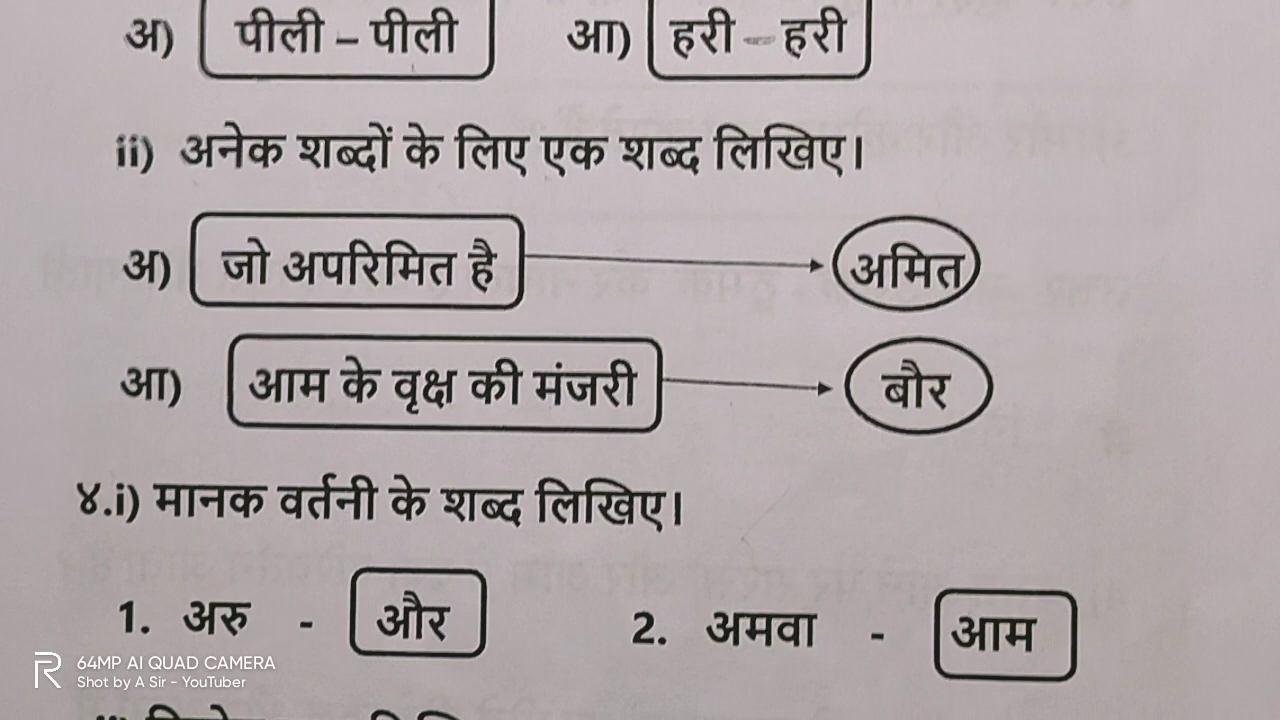 अ) पीली – पीली आ) हरी – हरी
ii) अनेक शब्दों के लिए एक शब्द लिखिए।
अ) जो अपरिमित है अमित
आ) आम के वृक्ष की मंजरी बौर
४.i) मानक वर्तनी के शब्द लिखिए।
1. अरु - और 2. अमवा - आम
64MP AI QUAD CAMERA
Shot by A Sir - YouTuber